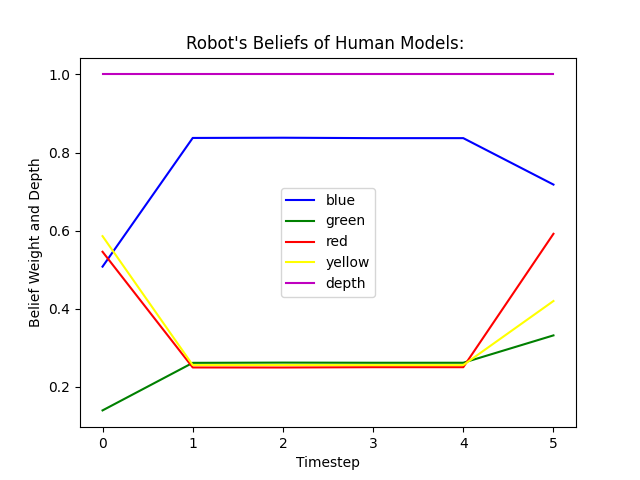 Robot's Beliefs of Human Models:
1.0
0.8
0.6
0.4
0.2
Belief Weight and Depth
blue
green
red
yellow
depth
0 1 2 3 4 5
Timestep